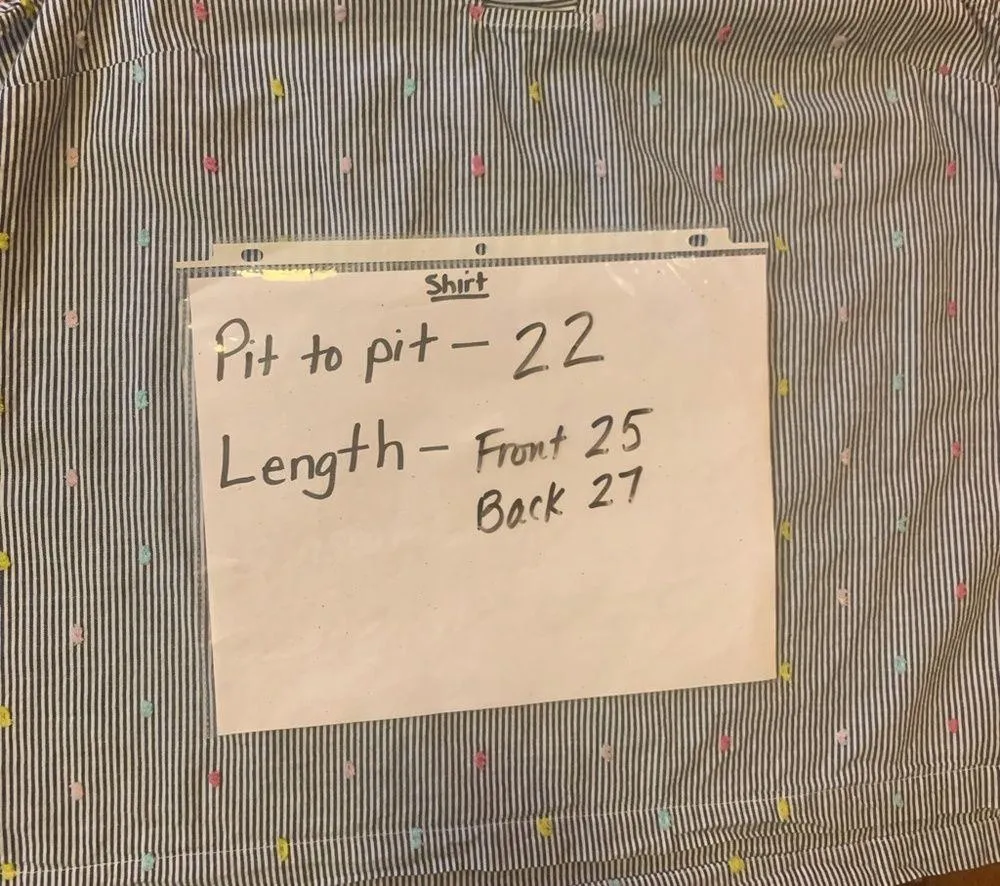 Shirt
Pit to pit - 22
Length - Front 25
Back 27